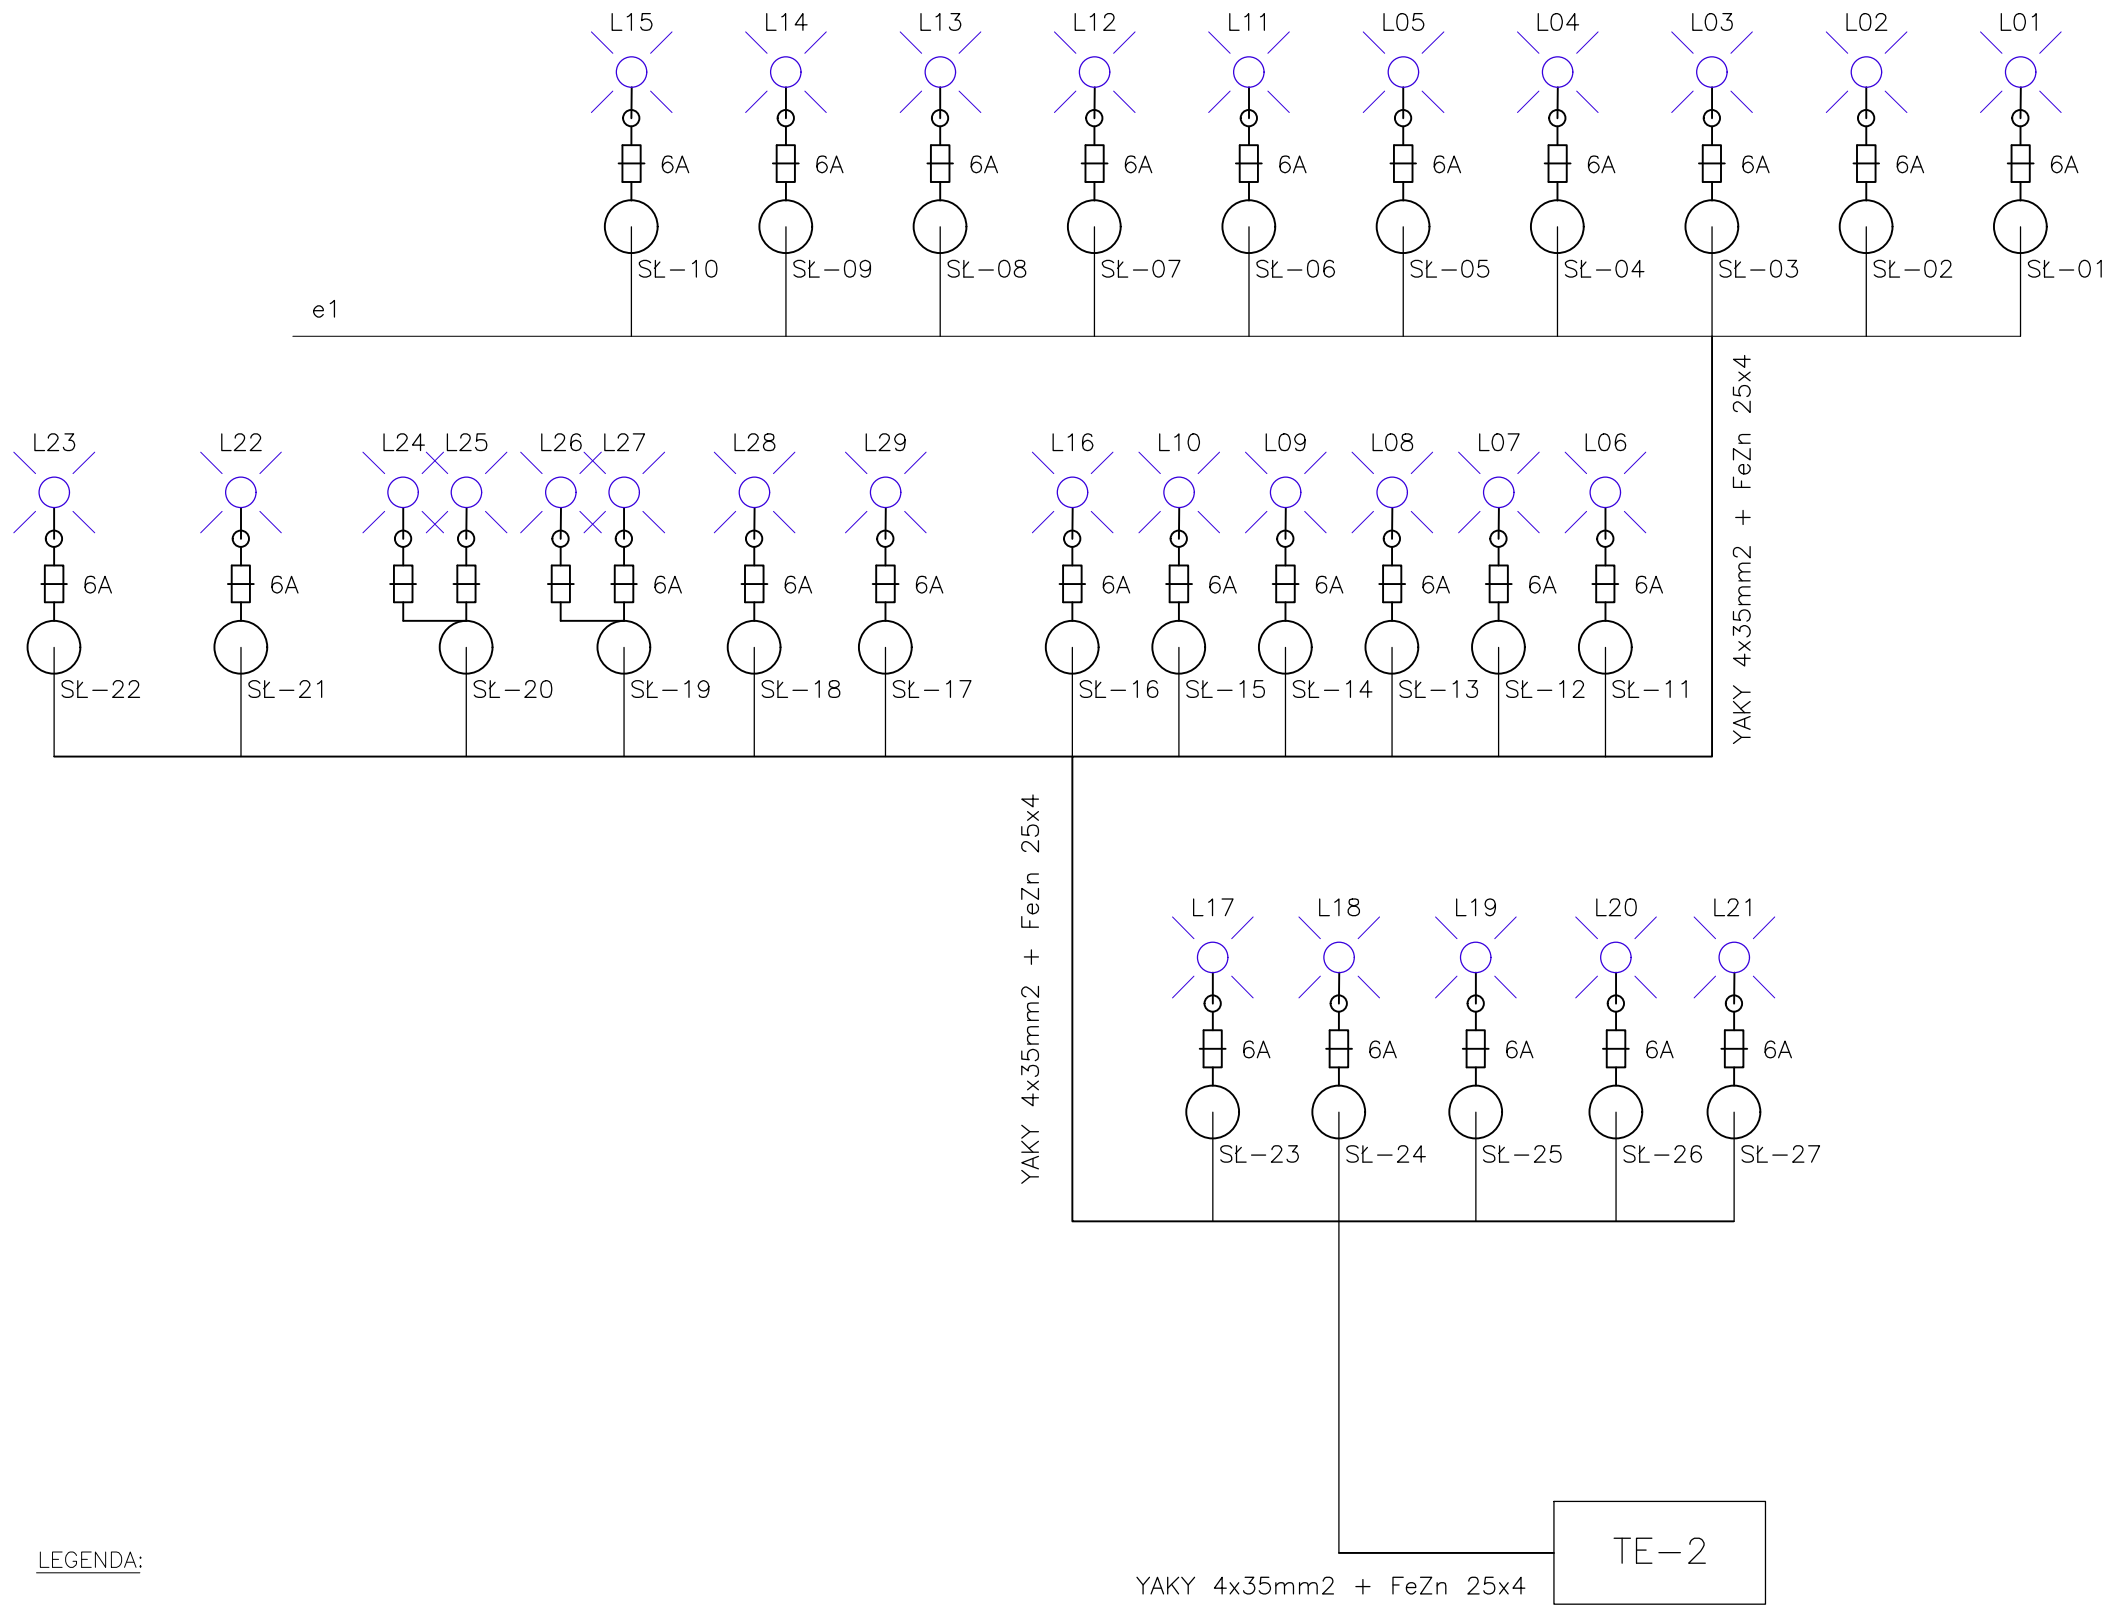 L15 L14 L13 L12 L11 L05 L04 L03 L02 L01
6A 6A 6A 6A 6A 6A 6A 6A 6A 6A
SŁ-10 SŁ-09 SŁ-08 SŁ-07 SŁ-06 SŁ-05 SŁ-04 SŁ-03 SŁ-02 SŁ-01
e1
YAKY 4x35mm2 + FeZn 25x4
L23 L22 L24 L25 L26 L27 L28 L29 L16 L10 L09 L08 L07 L06
6A 6A 6A 6A 6A 6A 6A 6A 6A 6A 6A 6A
SŁ-22 SŁ-21 SŁ-20 SŁ-19 SŁ-18 SŁ-17 SŁ-16 SŁ-15 SŁ-14 SŁ-13 SŁ-12 SŁ-11
YAKY 4x35mm2 + FeZn 25x4
L17 L18 L19 L20 L21
6A 6A 6A 6A 6A
SŁ-23 SŁ-24 SŁ-25 SŁ-26 SŁ-27
TE-2
YAKY 4x35mm2 + FeZn 25x4
LEGENDA: